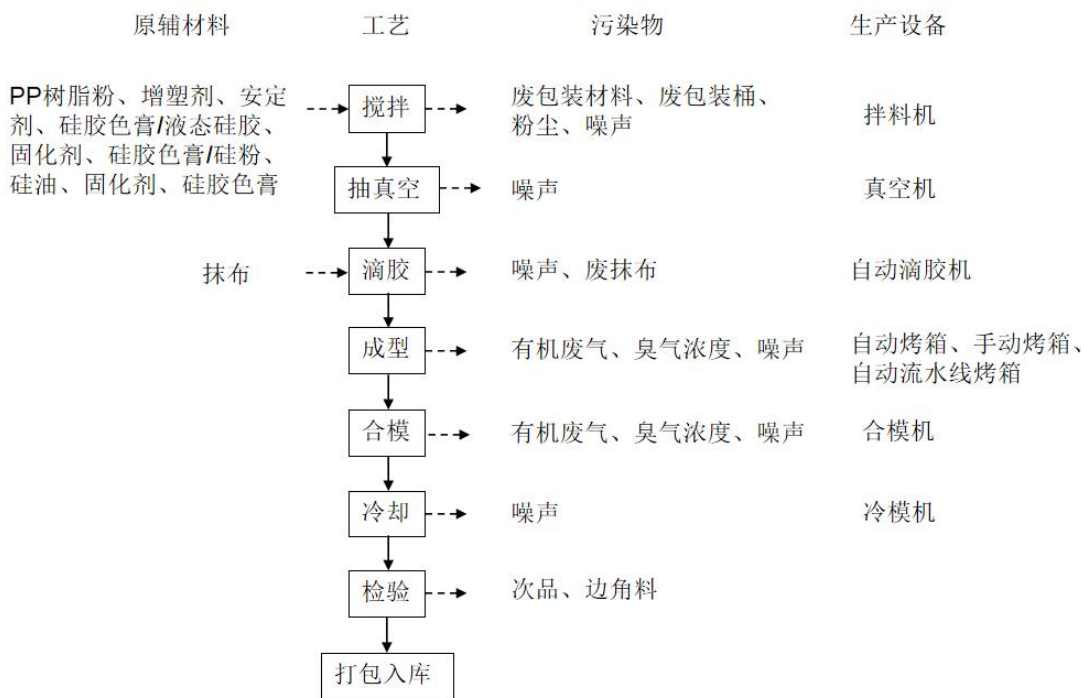 原辅材料 工艺 污染物 生产设备
PP树脂粉、增塑剂、安定
剂、硅胶色膏/液态硅胶、
固化剂、硅胶色膏/硅粉、
硅油、固化剂、硅胶色膏
搅拌
废包装材料、废包装桶、
粉尘、噪声
拌料机
抽真空 噪声 真空机
抹布 滴胶 噪声、废抹布 自动滴胶机
成型 有机废气、臭气浓度、噪声
自动烤箱、手动烤箱、
自动流水线烤箱
合模 有机废气、臭气浓度、噪声 合模机
冷却 噪声 冷模机
检验 次品、边角料
打包入库